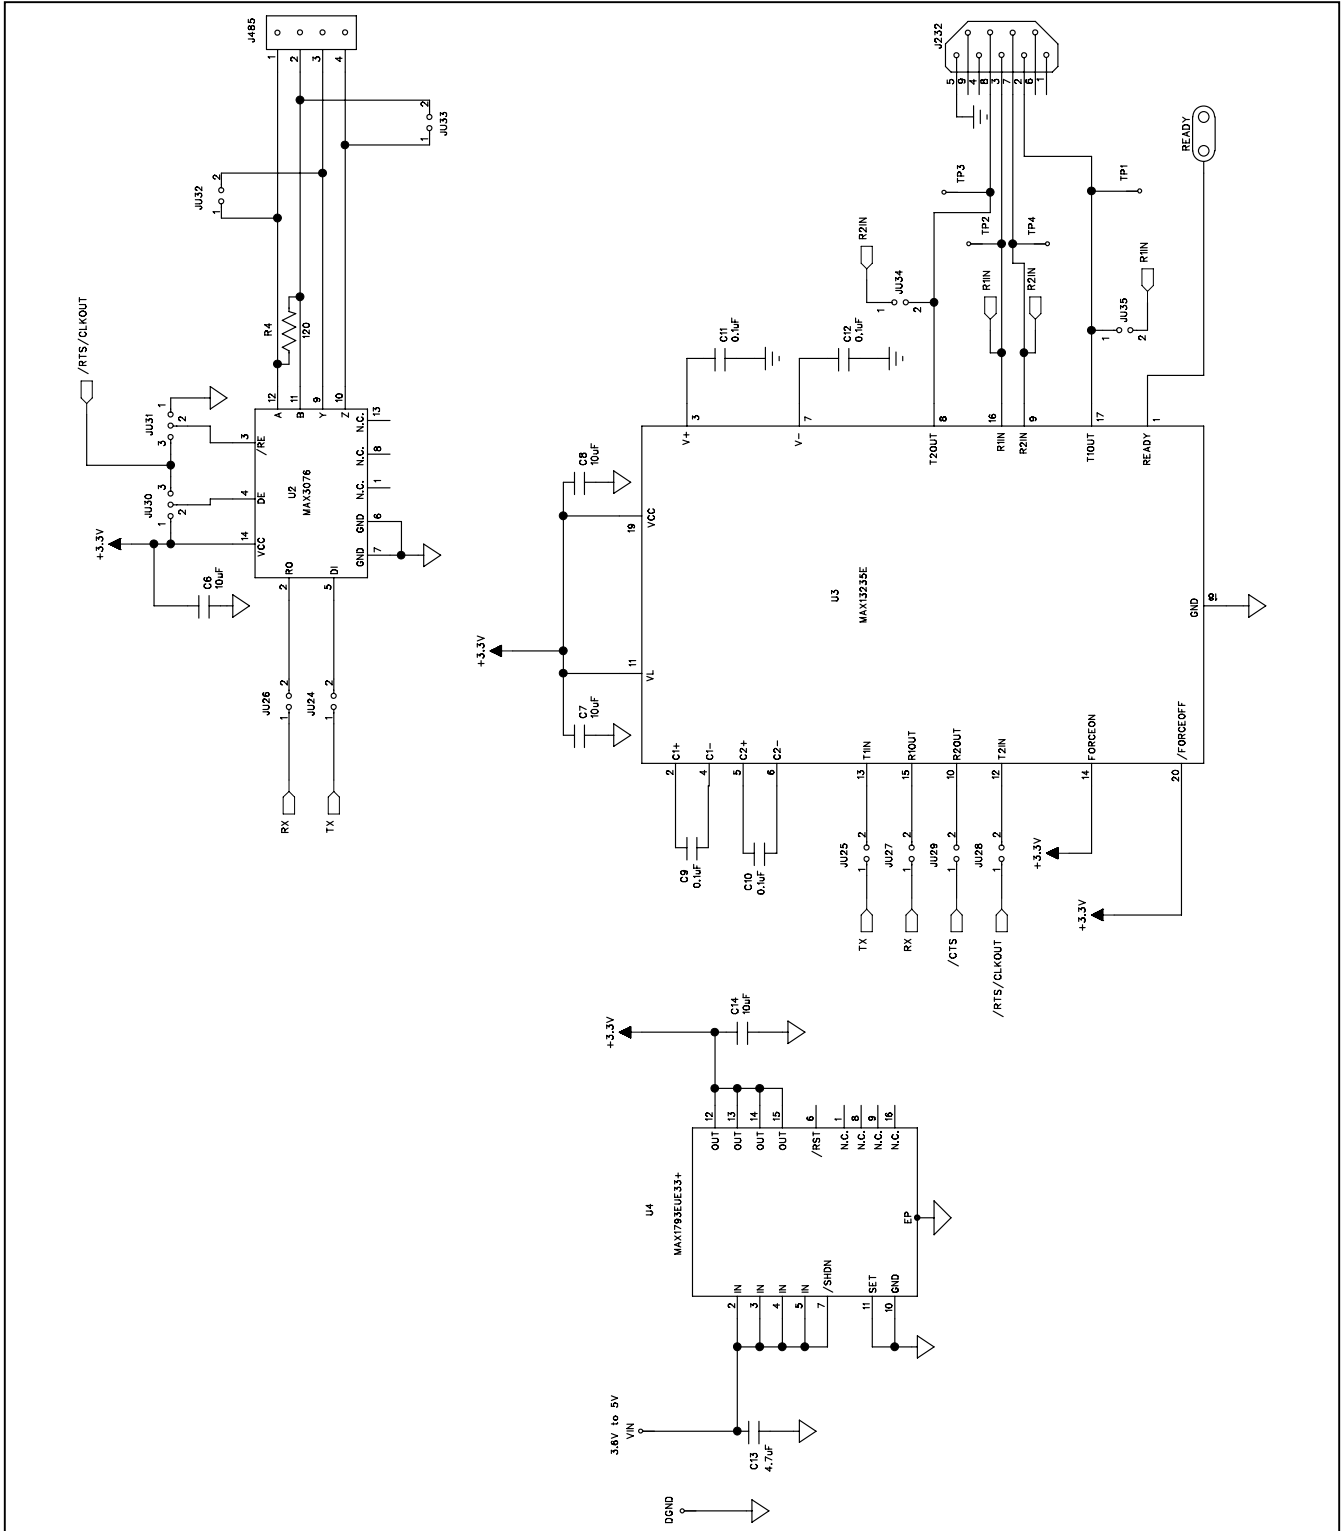 J485
1
2
3
4
JU33
1
2
JU32
1
2
R4
120
/RTS/CLKOUT
JU31
1
2
3
JU30
3
2
1
+3.3V
C6
10uF
U2
MAX3076
12
A
11
B
9
Y
10
Z
13
N.C.
8
N.C.
1
N.C.
6
GND
7
GND
3
/RE
4
DE
14
VCC
2
RO
5
DI
JU26
1
2
JU24
1
2
RX
TX
J232
5
9
4
8
3
7
2
6
1
READY
TP3
TP1
TP2
TP4
R2IN
JU34
1
2
R1IN
R2IN
JU35
1
2
R1IN
C11
0.1uF
C12
0.1uF
3
V+
7
V-
8
T2OUT
16
R1IN
9
R2IN
17
T1OUT
1
READY
C8
10uF
19
VCC
+3.3V
11
VL
C7
10uF
U3
MAX13235E
GND
18
2
C1+
4
C1-
5
C2+
6
C2-
13
T1IN
15
R1OUT
10
R2OUT
12
T2IN
14
FORCEON
20
/FORCEOFF
C9
0.1uF
C10
0.1uF
JU25
1
2
JU27
1
2
JU29
1
2
JU28
1
2
TX
RX
/CTS
/RTS/CLKOUT
+3.3V
+3.3V
+3.3V
C14
10uF
12
OUT
13
OUT
14
OUT
15
OUT
6
/RST
1
N.C.
8
N.C.
9
N.C.
16
N.C.
U4
MAX1793EUE33+
EP
2
IN
3
IN
4
IN
5
IN
7
/SHDN
11
SET
10
GND
3.6V to 5V
VIN
C13
4.7uF
DGND